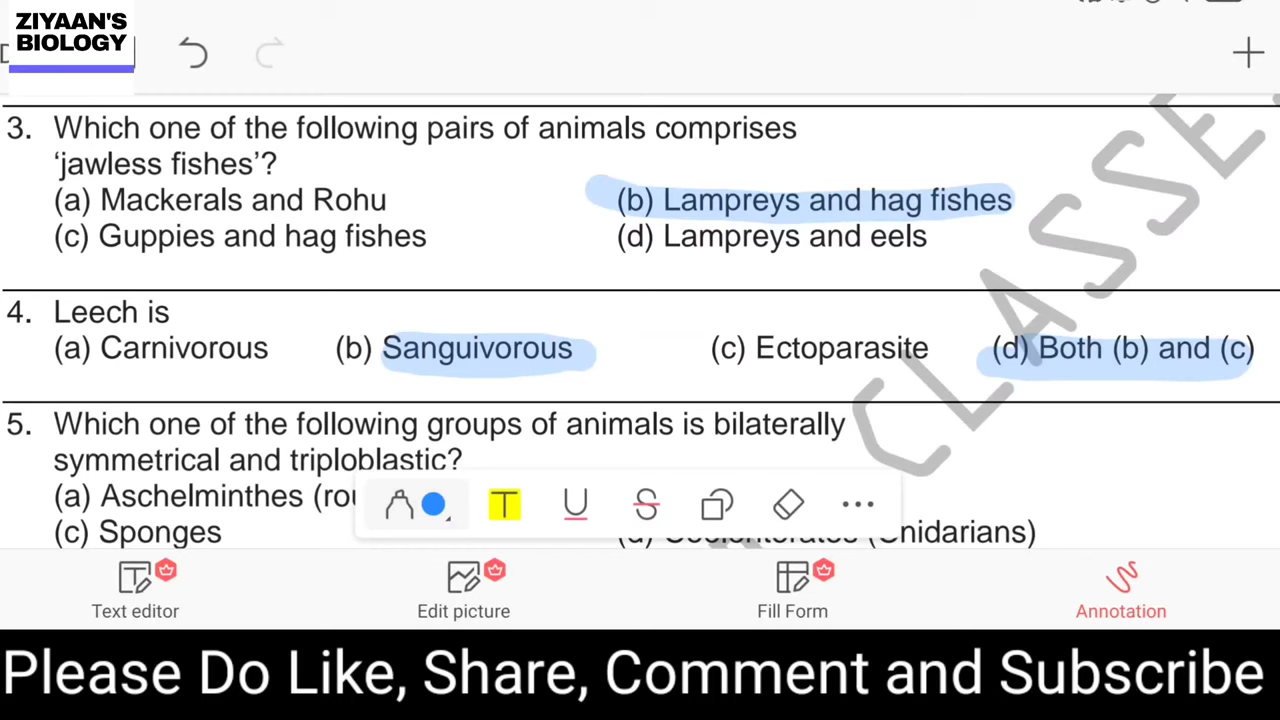 ZIYAAN'S
BIOLOGY
3. Which one of the following pairs of animals comprises
'jawless fishes'?
(a) Mackerals and Rohu (b) Lampreys and hag fishes
(c) Guppies and hag fishes (d) Lampreys and eels
4. Leech is
(a) Carnivorous (b) Sanguivorous (c) Ectoparasite (d) Both (b) and (c)
5. Which one of the following groups of animals is bilaterally
symmetrical and triploblastic?
(a) Aschelminthes
(c) Sponges
T U S
Text editor Edit picture Fill Form Annotation
Please Do Like, Share, Comment and Subscribe